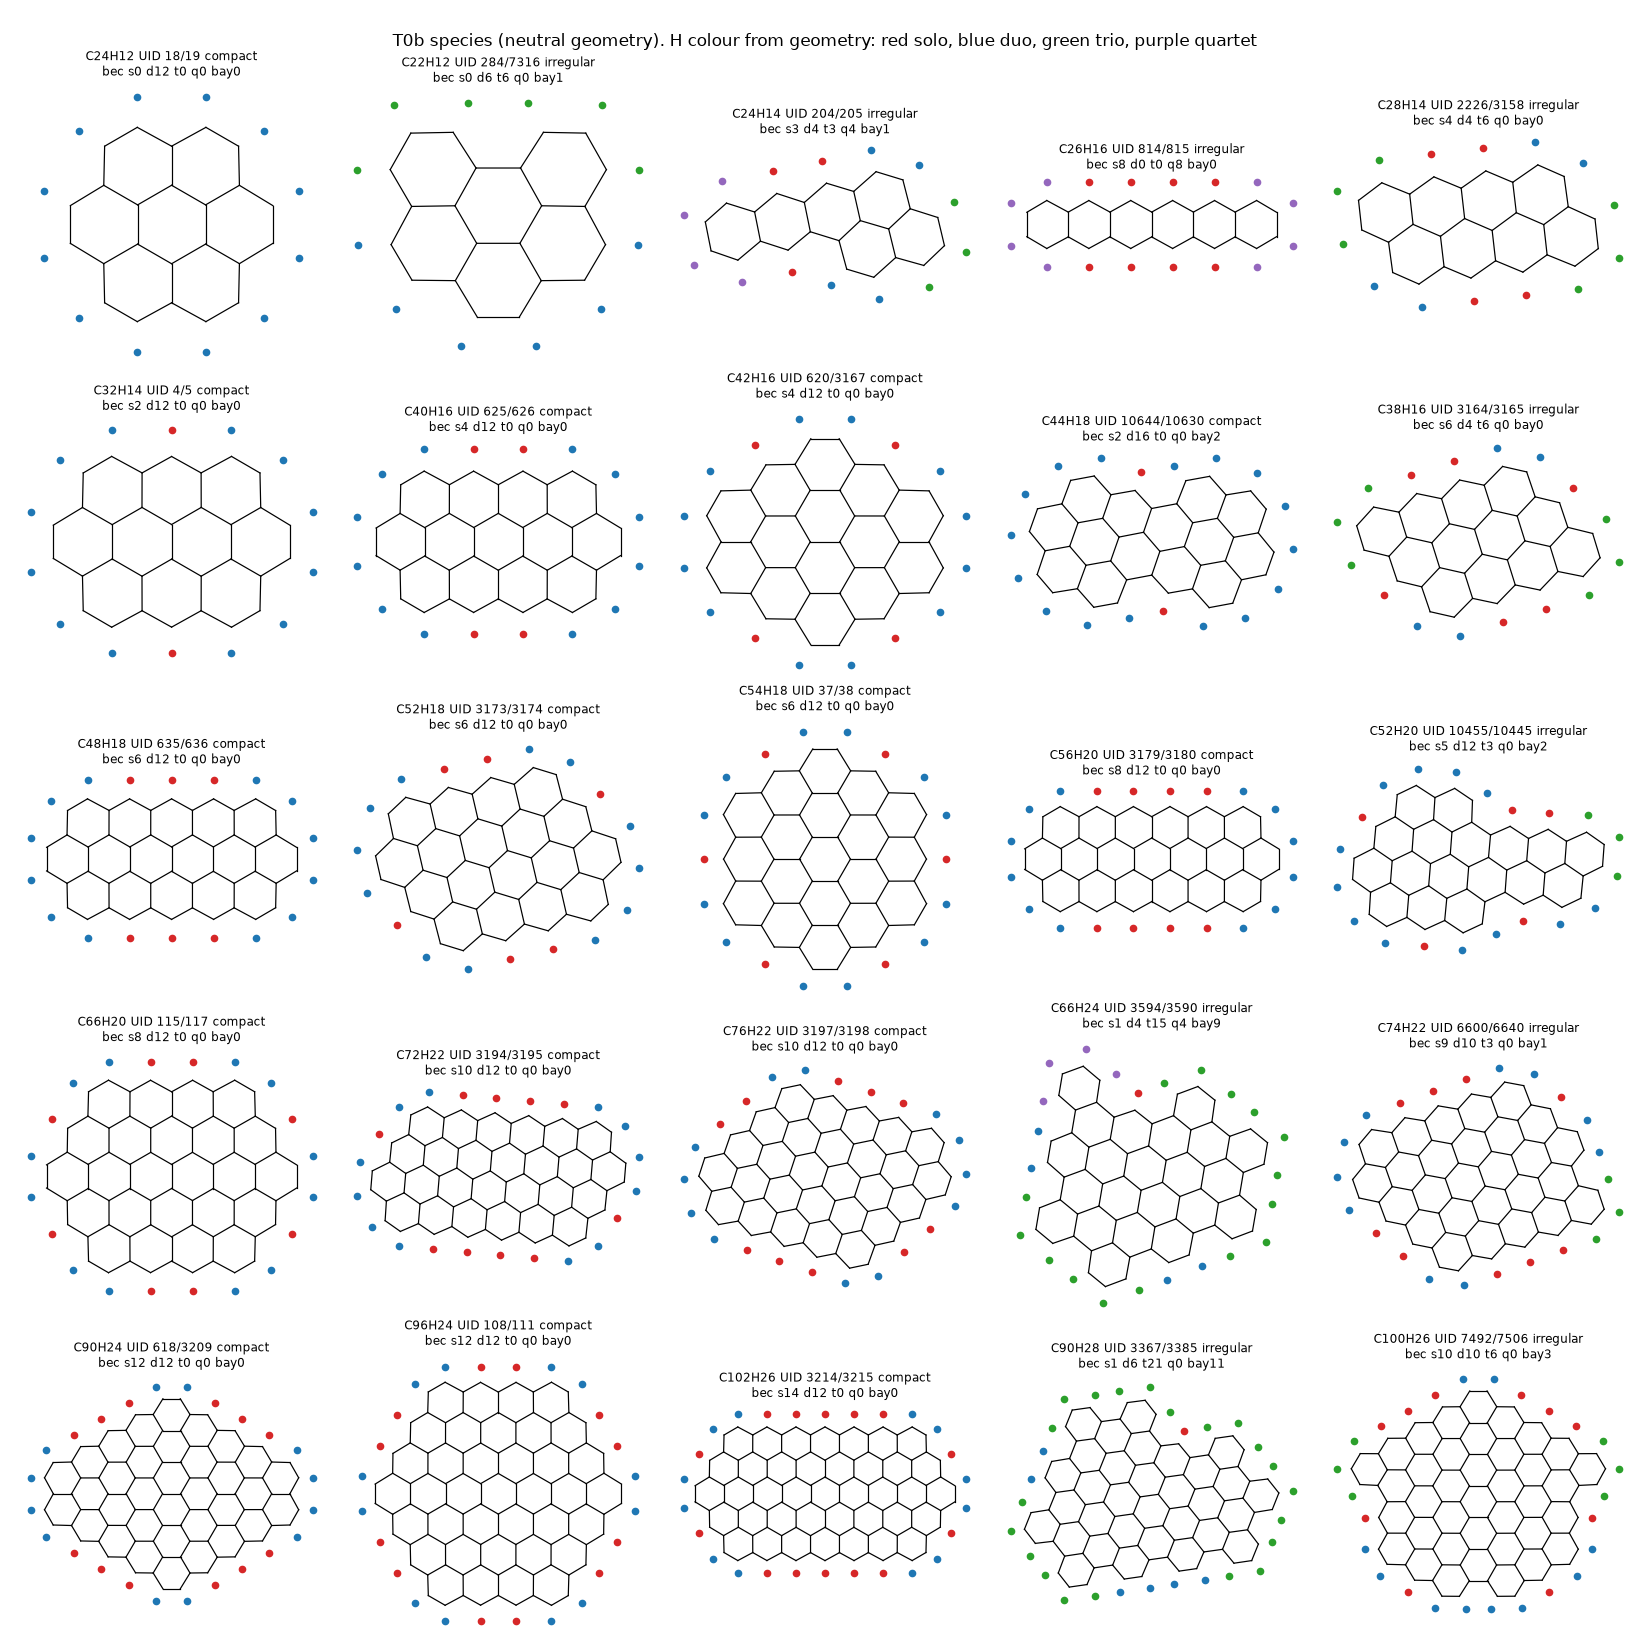 T0b species (neutral geometry). H colour from geometry: red solo, blue duo, green trio, purple quartet
C24H12 UID 18/19 compact
bec s0 d12 t0 q0 bay0
C22H12 UID 284/7316 irregular
bec s0 d6 t6 q0 bay1
C24H14 UID 204/205 irregular
bec s3 d4 t3 q4 bay1
C26H16 UID 814/815 irregular
bec s8 d0 t0 q8 bay0
C28H14 UID 2226/3158 irregular
bec s4 d4 t6 q0 bay0
C32H14 UID 4/5 compact
bec s2 d12 t0 q0 bay0
C40H16 UID 625/626 compact
bec s4 d12 t0 q0 bay0
C42H16 UID 620/3167 compact
bec s4 d12 t0 q0 bay0
C44H18 UID 10644/10630 compact
bec s2 d16 t0 q0 bay2
C38H16 UID 3164/3165 irregular
bec s6 d4 t6 q0 bay0
C48H18 UID 635/636 compact
bec s6 d12 t0 q0 bay0
C52H18 UID 3173/3174 compact
bec s6 d12 t0 q0 bay0
C54H18 UID 37/38 compact
bec s6 d12 t0 q0 bay0
C56H20 UID 3179/3180 compact
bec s8 d12 t0 q0 bay0
C52H20 UID 10455/10445 irregular
bec s5 d12 t3 q0 bay2
C66H20 UID 115/117 compact
bec s8 d12 t0 q0 bay0
C72H22 UID 3194/3195 compact
bec s10 d12 t0 q0 bay0
C76H22 UID 3197/3198 compact
bec s10 d12 t0 q0 bay0
C66H24 UID 3594/3590 irregular
bec s1 d4 t15 q4 bay9
C74H22 UID 6600/6640 irregular
bec s9 d10 t3 q0 bay1
C90H24 UID 618/3209 compact
bec s12 d12 t0 q0 bay0
C96H24 UID 108/111 compact
bec s12 d12 t0 q0 bay0
C102H26 UID 3214/3215 compact
bec s14 d12 t0 q0 bay0
C90H28 UID 3367/3385 irregular
bec s1 d6 t21 q0 bay11
C100H26 UID 7492/7506 irregular
bec s10 d10 t6 q0 bay3